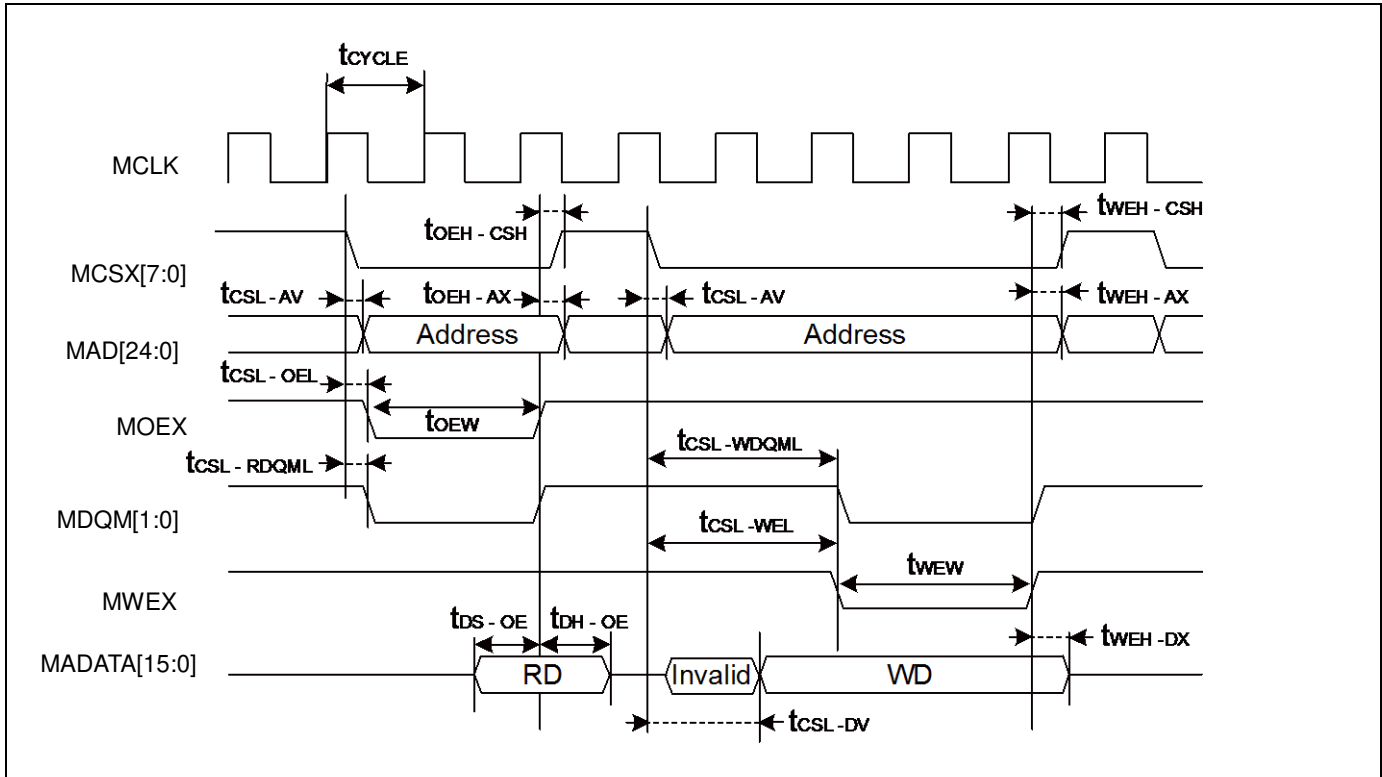 tCYCLE
MCLK
tOEH - CSH
tWEH - CSH
MCSX[7:0]
tCSL - AV
tOEH - AX
tCSL - AV
tWEH - AX
MAD[24:0]
Address
Address
tCSL - OEL
MOEX
tOEW
tCSL -WDQML
tCSL - RDQML
MDQM[1:0]
tCSL -WEL
tWEW
MWEX
tDS - OE
tDH - OE
tWEH -DX
MADATA[15:0]
RD
Invalid
WD
tCSL -DV